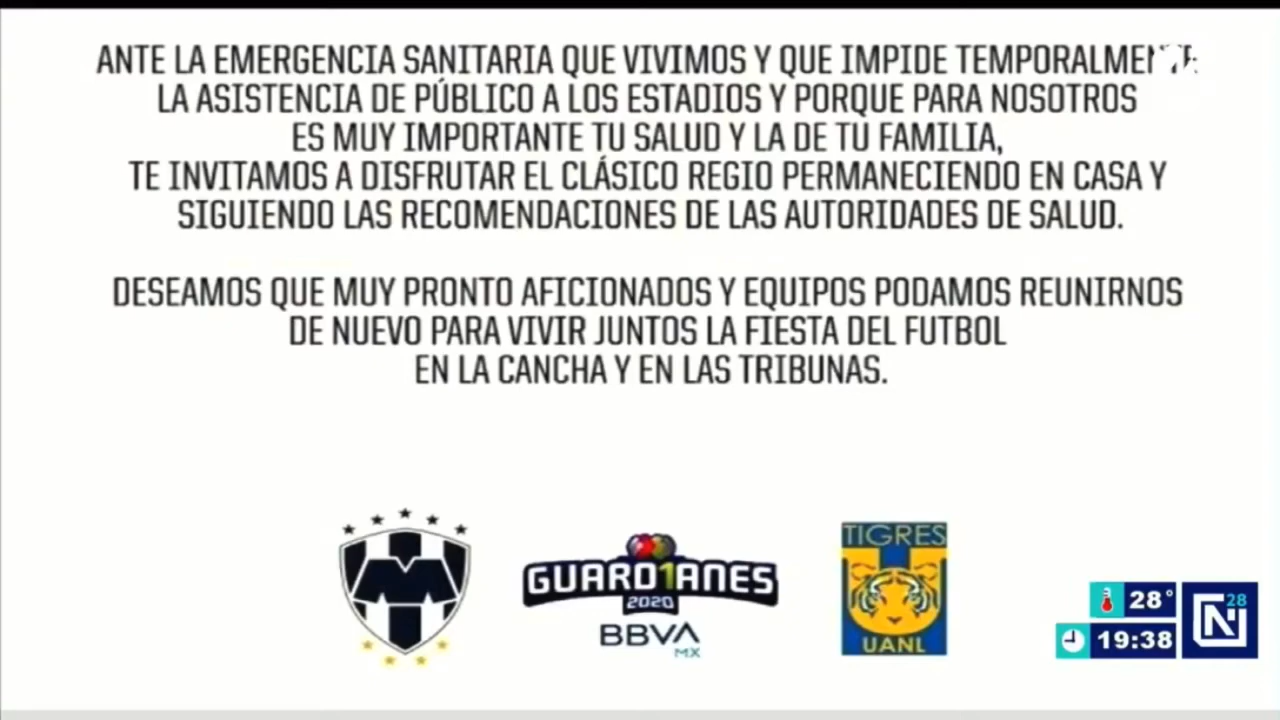 ANTE LA EMERGENCIA SANITARIA QUE VIVIMOS Y QUE IMPIDE TEMPORALMENTE
LA ASISTENCIA DE PÚBLICO A LOS ESTADIOS Y PORQUE PARA NOSOTROS
ES MUY IMPORTANTE TU SALUD Y LA DE TU FAMILIA,
TE INVITAMOS A DISFRUTAR EL CLÁSICO REGIO PERMANECIENDO EN CASA Y
SIGUIENDO LAS RECOMENDACIONES DE LAS AUTORIDADES DE SALUD.
DESEAMOS QUE MUY PRONTO AFICIONADOS Y EQUIPOS PODAMOS REUNIRNOS
DE NUEVO PARA VIVIR JUNTOS LA FIESTA DEL FUTBOL
EN LA CANCHA Y EN LAS TRIBUNAS.
M
GUARD1ANES
2020
BBVA
MX
TIGRES
UANL
28°
19:38
N 28